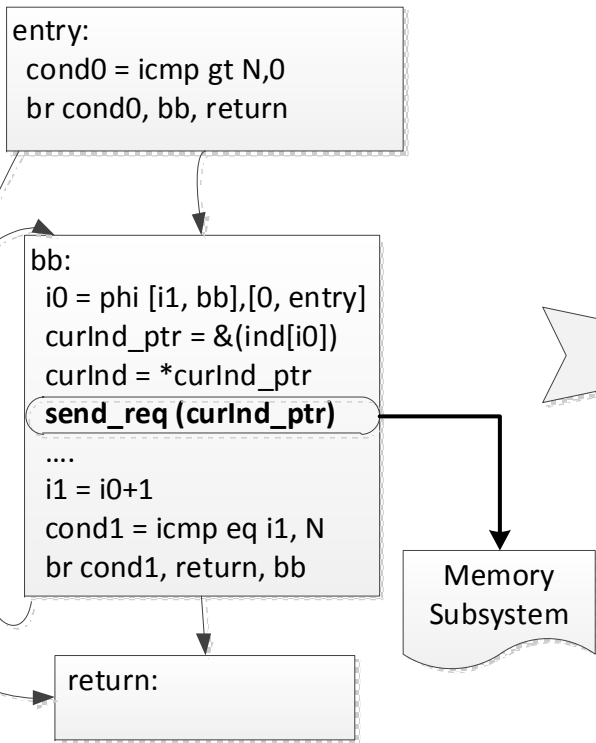 entry:
cond0 = icmp gt N,0
br cond0, bb, return
bb:
i0 = phi [i1, bb],[0, entry]
curInd_ptr = &(ind[i0])
curInd = *curInd_ptr
send_req (curInd_ptr)
....
i1 = i0+1
cond1 = icmp eq i1, N
br cond1, return, bb
Memory
Subsystem
return: